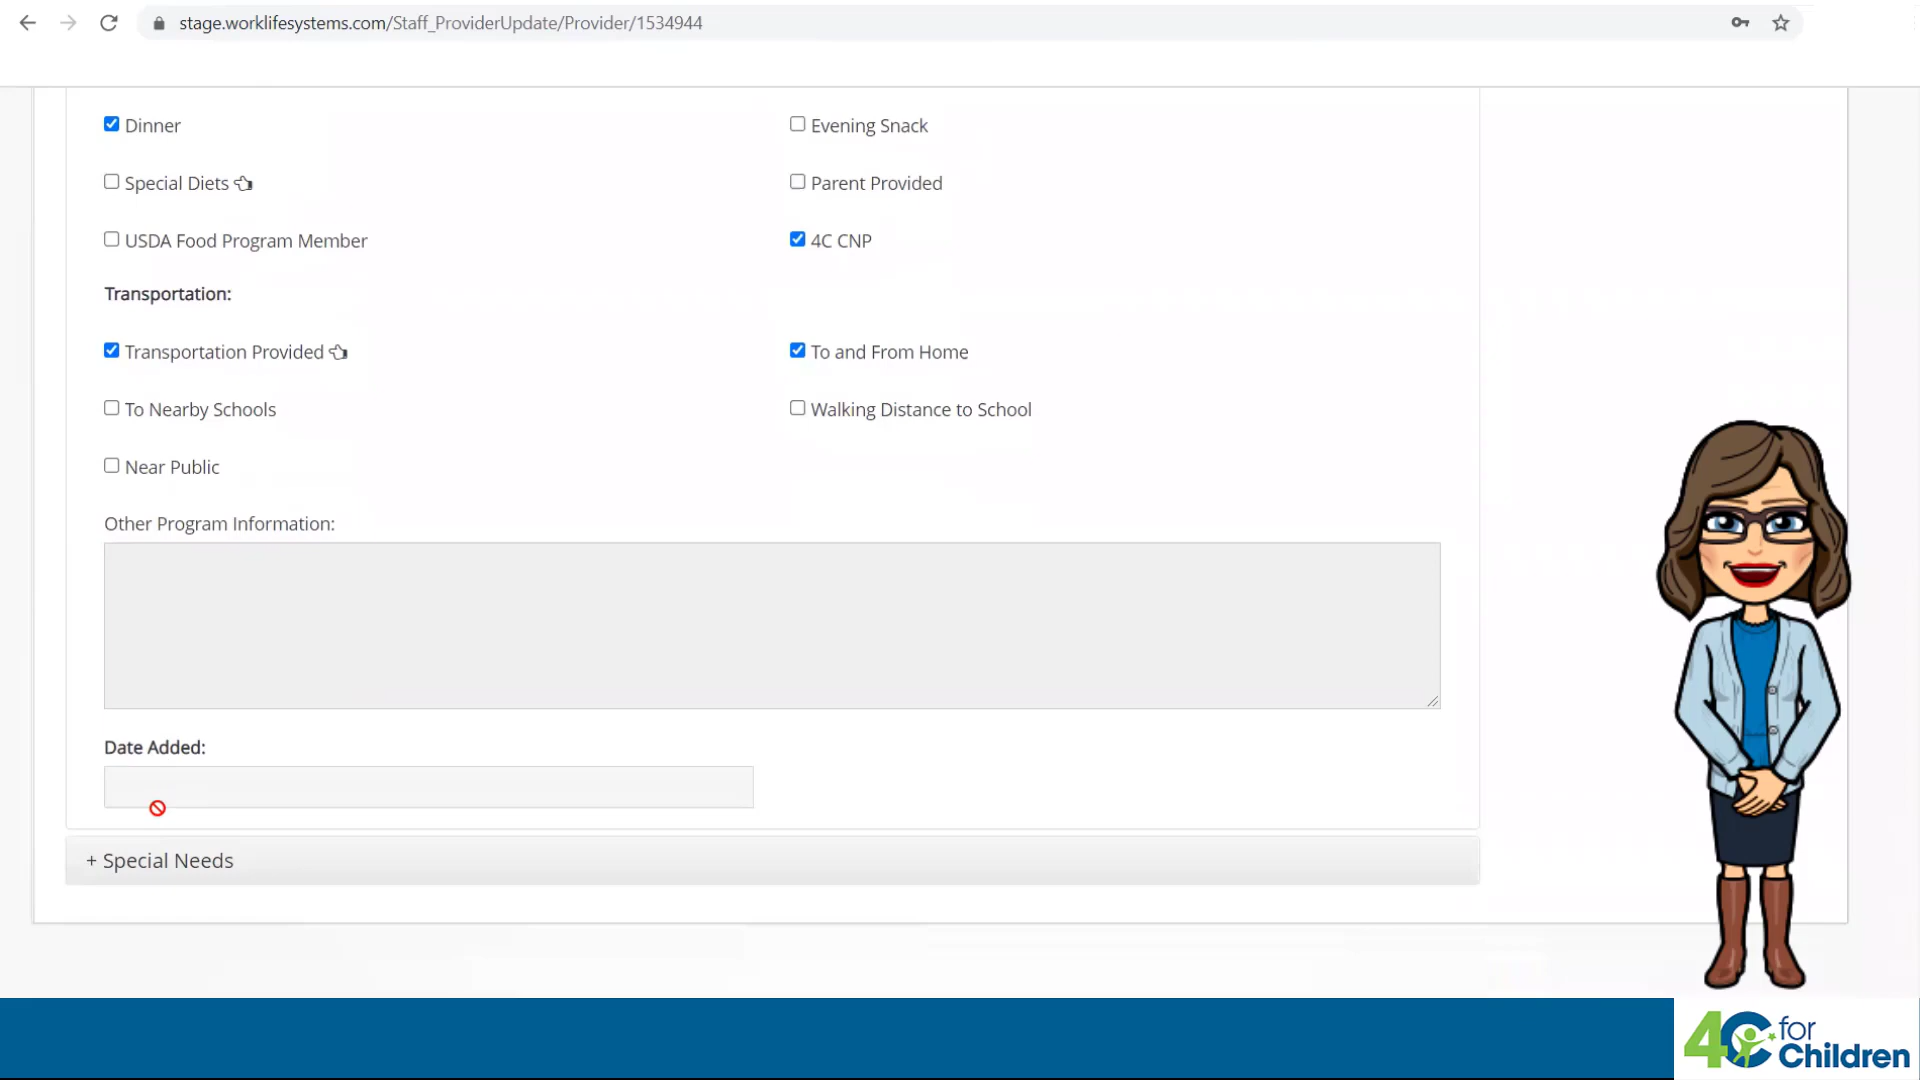 stage.worklifesystems.com/Staff_ProviderUpdate/Provider/1534944
Dinner
Evening Snack
Special Diets
Parent Provided
USDA Food Program Member
4C CNP
Transportation:
Transportation Provided
To and From Home
To Nearby Schools
Walking Distance to School
Near Public
Other Program Information:
Date Added:
+ Special Needs
4C for
Children